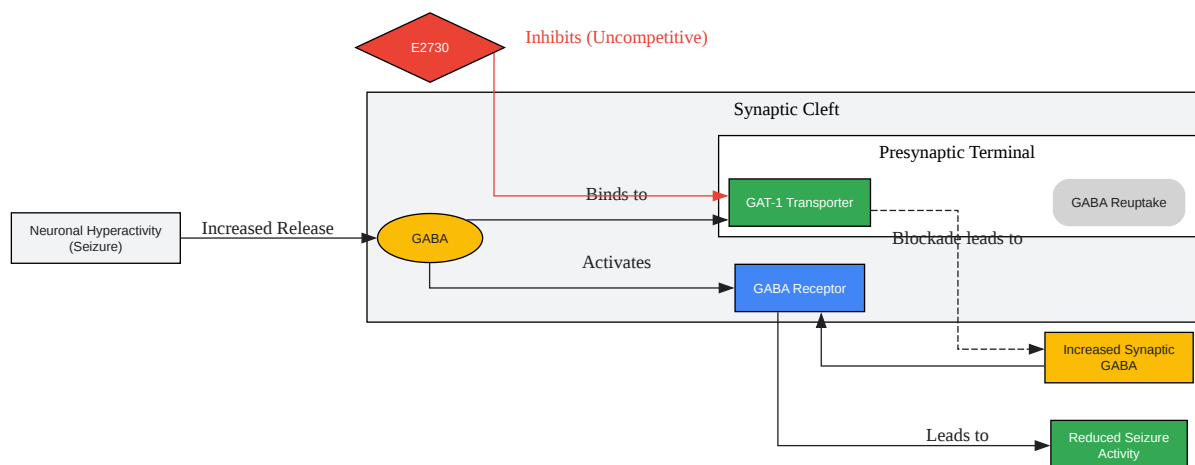 E2730
Inhibits (Uncompetitive)
Synaptic Cleft
Presynaptic Terminal
Binds to
GAT-1 Transporter
GABA Reuptake
Neuronal Hyperactivity
(Seizure)
Increased Release
GABA
Blockade leads to
Activates
GABA Receptor
Increased Synaptic
GABA
Leads to
Reduced Seizure
Activity